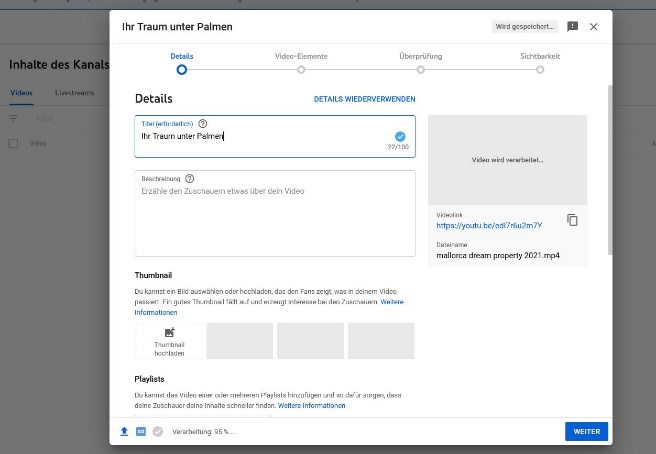 Ihr Traum unter Palmen
Wird gespeichert...
Details
Video-Elemente
Überprüfung
Sichtbarkeit
Inhalte des Kanals
Videos
Livestreams
Filter
Video
Details
DETAILS WIEDERVERWENDEN
Titel (erforderlich)
Ihr Traum unter Palmen
22/100
Beschreibung
Erzähle den Zuschauern etwas über dein Video
Video wird verarbeitet...
Videolink
https://youtu.be/edI7r6u2m7Y
Dateiname
mallorca dream property 2021.mp4
Thumbnail
Du kannst ein Bild auswählen oder hochladen, das den Fans zeigt, was in deinem Video
passiert. Ein gutes Thumbnail fällt auf und erzeugt Interesse bei den Zuschauern. Weitere
Informationen
Thumbnail
hochladen
Playlists
Du kannst das Video einer oder mehreren Playlists hinzufügen und so dafür sorgen, dass
deine Zuschauer deine Inhalte schneller finden. Weitere Informationen
Verarbeitung: 95 % ...
WEITER